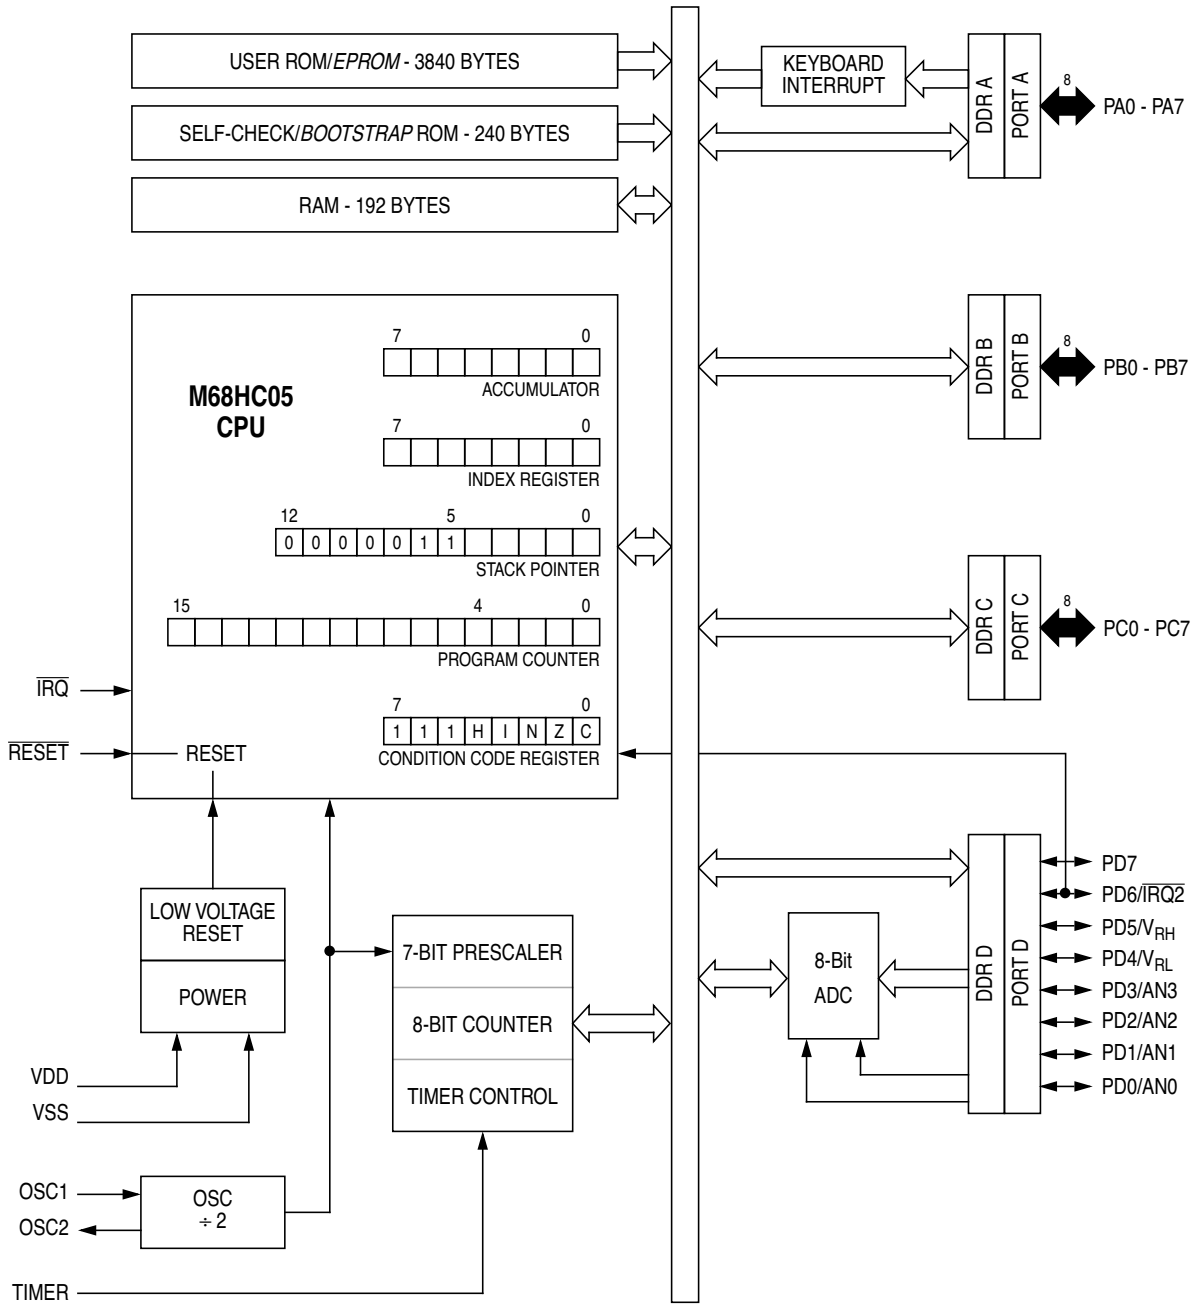 USER ROM/EPROM - 3840 BYTES
SELF-CHECK/BOOTSTRAP ROM - 240 BYTES
RAM - 192 BYTES
KEYBOARD
INTERRUPT
DDR A
PORT A
8
PA0 - PA7
M68HC05
CPU
7 0
ACCUMULATOR
7 0
INDEX REGISTER
12 5 0
0 0 0 0 0 1 1
STACK POINTER
15 4 0
PROGRAM COUNTER
7 0
1 1 1 H I N Z C
CONDITION CODE REGISTER
IRQ
RESET
RESET
DDR B
PORT B
8
PB0 - PB7
DDR C
PORT C
8
PC0 - PC7
LOW VOLTAGE
RESET
POWER
VDD
VSS
7-BIT PRESCALER
8-BIT COUNTER
TIMER CONTROL
OSC1
OSC2
OSC
÷ 2
TIMER
8-Bit
ADC
DDR D
PORT D
PD7
PD6/IRQ2
PD5/VRH
PD4/VRL
PD3/AN3
PD2/AN2
PD1/AN1
PD0/AN0